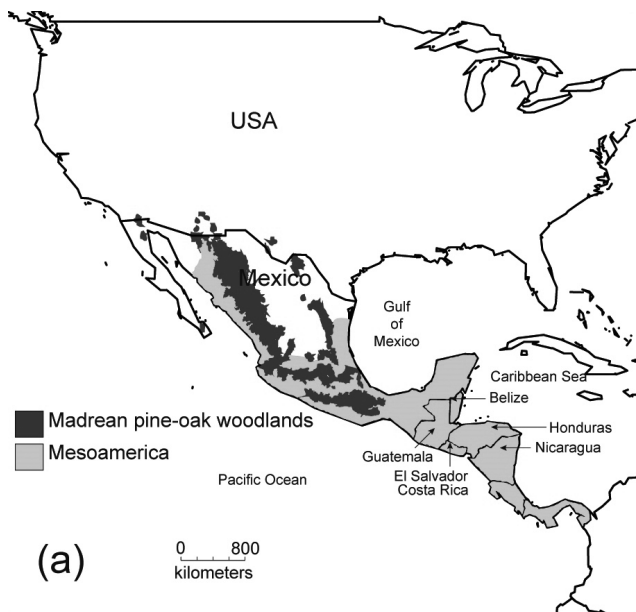 USA
Mexico
Gulf
of
Mexico
Caribbean Sea
Belize
Madrean pine-oak woodlands
Mesoamerica
Honduras
Nicaragua
Guatemala
El Salvador
Costa Rica
Pacific Ocean
(a)
0 800
kilometers